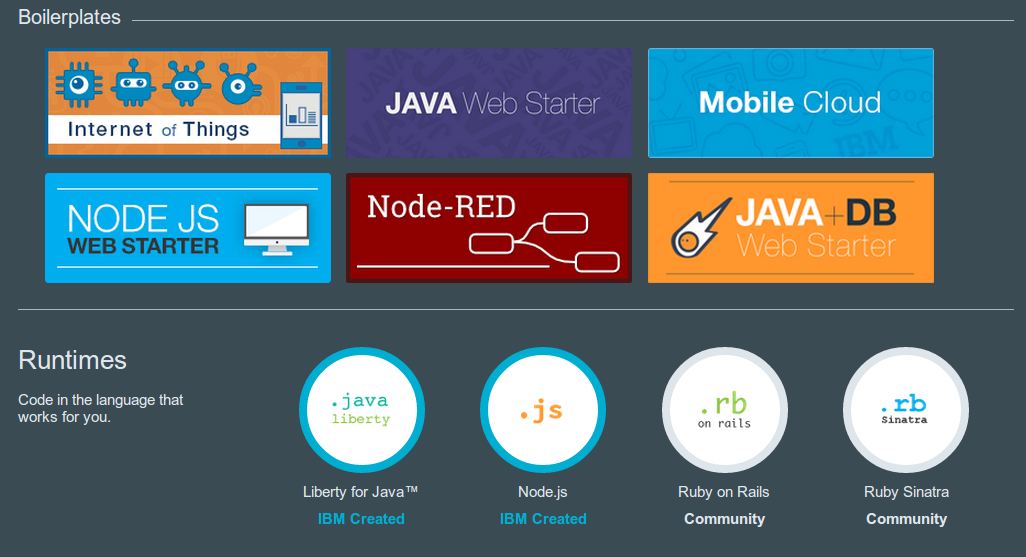 Boilerplates
Internet of Things
JAVA Web Starter
Mobile Cloud
IBM
NODE JS
WEB STARTER
Node-RED
JAVA+DB
Web Starter
Runtimes
Code in the language that
works for you.
.java
liberty
.js
.rb
on rails
.rb
Sinatra
Liberty for Java™
Node.js
Ruby on Rails
Ruby Sinatra
IBM Created
IBM Created
Community
Community